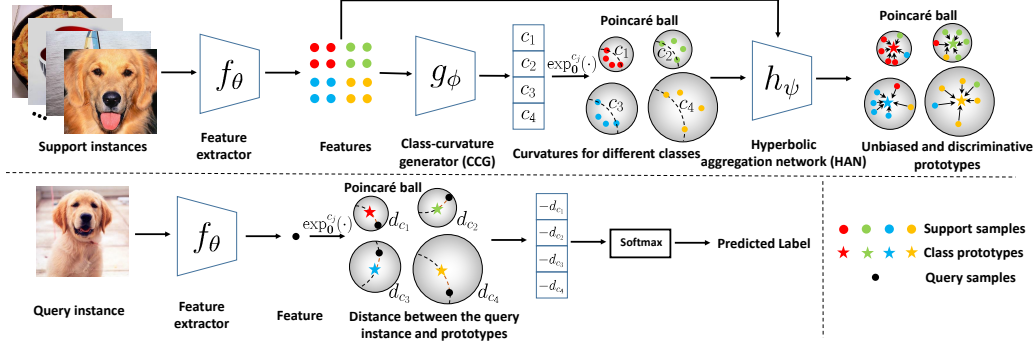 Poincaré ball
Poincaré ball
f_θ
g_ϕ
c_1
c_2
c_3
c_4
exp_0^{c_j}(·)
c_1
c_2
c_3
c_4
h_ψ
Support instances
Feature
extractor
Features
Class-curvature
generator (CCG)
Curvatures for different classes
Hyperbolic
aggregation network (HAN)
Unbiased and discriminative
prototypes
Poincaré ball
f_θ
exp_0^{c_j}(·)
d_{c_1}
d_{c_2}
d_{c_3}
d_{c_4}
-d_{c_1}
-d_{c_2}
-d_{c_3}
-d_{c_4}
Softmax
Predicted Label
Query instance
Feature
extractor
Feature
Distance between the query
instance and prototypes
Support samples
Class prototypes
Query samples